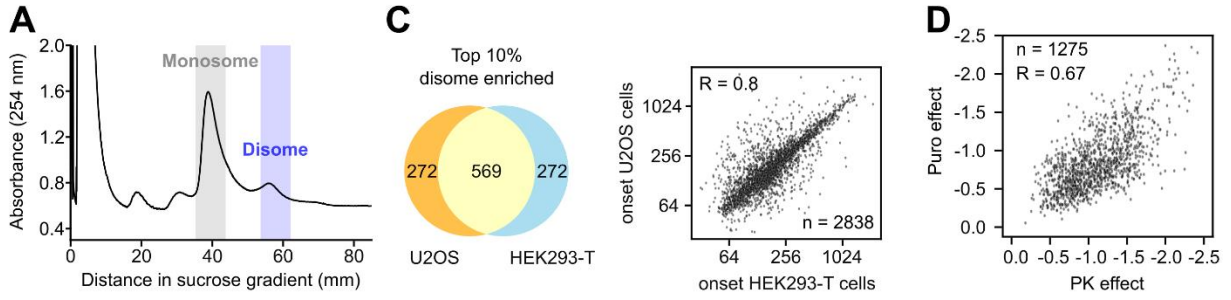 A
Absorbance (254 nm)
2.0
1.6
1.2
0.8
0.4
Monosome
Disome
0 20 40 60 80
Distance in sucrose gradient (mm)
C
Top 10%
disome enriched
272 569 272
U2OS HEK293-T
onset U2OS cells
1024
256
64
R = 0.8
n = 2838
64 256 1024
onset HEK293-T cells
D
Puro effect
-2.5
-2.0
-1.5
-1.0
-0.5
0.0
n = 1275
R = 0.67
0.0 -0.5 -1.0 -1.5 -2.0 -2.5
PK effect